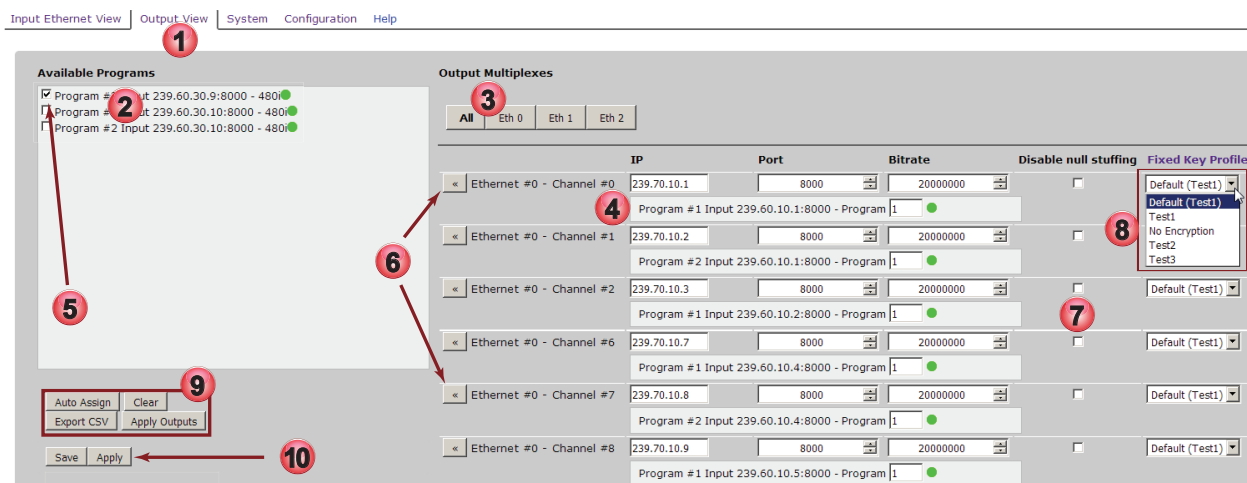 Input Ethernet View Output View System Configuration Help
1
Available Programs
Program # ut 239.60.30.9:8000 - 480i
Program # ut 239.60.30.10:8000 - 480i
Program #2 Input 239.60.30.10:8000 - 480i
2
5
9
Auto Assign Clear
Export CSV Apply Outputs
Save Apply
10
Output Multiplexes
3
All Eth 0 Eth 1 Eth 2
IP Port Bitrate Disable null stuffing Fixed Key Profile
« Ethernet #0 - Channel #0 239.70.10.1 8000 20000000 Default (Test1)
4
Program #1 Input 239.60.10.1:8000 - Program 1
Default (Test1)
Test1
No Encryption
Test2
Test3
8
« Ethernet #0 - Channel #1 239.70.10.2 8000 20000000
6
Program #2 Input 239.60.10.1:8000 - Program 1
« Ethernet #0 - Channel #2 239.70.10.3 8000 20000000 Default (Test1)
Program #1 Input 239.60.10.2:8000 - Program 1
7
« Ethernet #0 - Channel #6 239.70.10.7 8000 20000000 Default (Test1)
Program #1 Input 239.60.10.4:8000 - Program 1
« Ethernet #0 - Channel #7 239.70.10.8 8000 20000000 Default (Test1)
Program #2 Input 239.60.10.4:8000 - Program 1
« Ethernet #0 - Channel #8 239.70.10.9 8000 20000000 Default (Test1)
Program #1 Input 239.60.10.5:8000 - Program 1